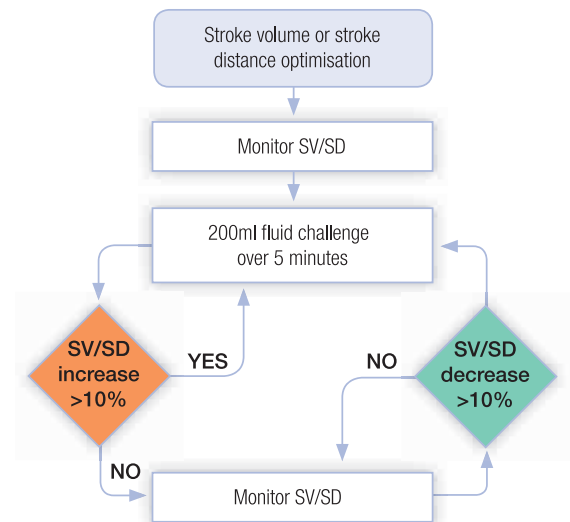 Stroke volume or stroke
distance optimisation
Monitor SV/SD
200ml fluid challenge
over 5 minutes
SV/SD
increase
>10%
YES
NO
SV/SD
decrease
>10%
NO
Monitor SV/SD